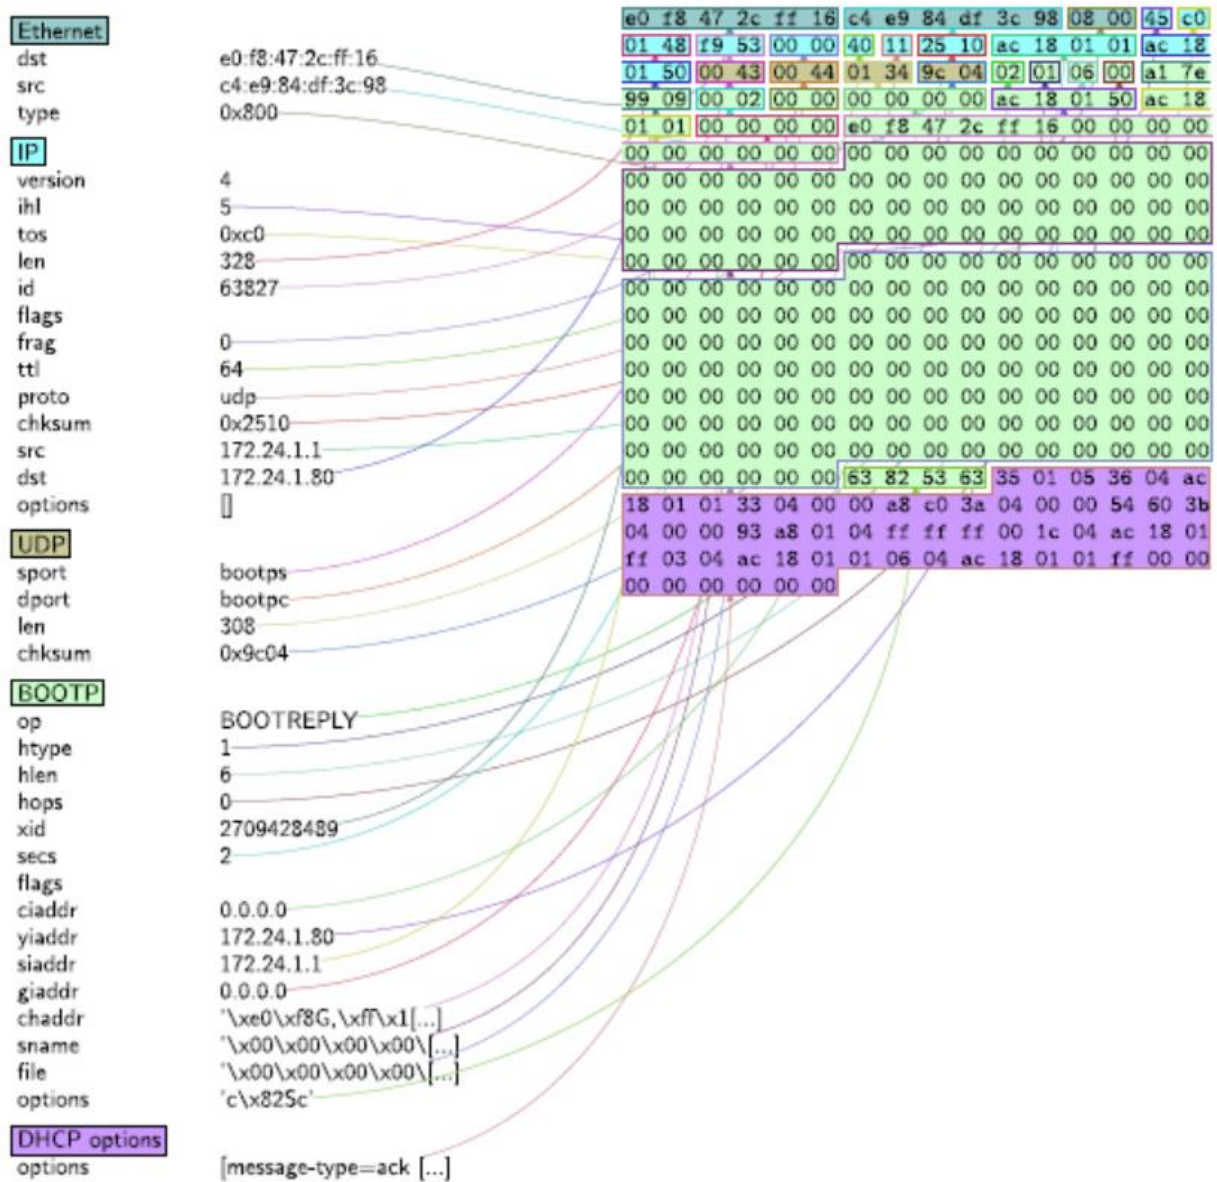 Ethernet
dst e0:f8:47:2c:ff:16
src c4:e9:84:df:3c:98
type 0x800
IP
version 4
ihl 5
tos 0xc0
len 328
id 63827
flags
frag 0
ttl 64
proto udp
chksum 0x2510
src 172.24.1.1
dst 172.24.1.80
options []
UDP
sport bootps
dport bootpc
len 308
chksum 0x9c04
BOOTP
op BOOTREPLY
htype 1
hlen 6
hops 0
xid 2709428489
secs 2
flags
ciaddr 0.0.0.0
yiaddr 172.24.1.80
siaddr 172.24.1.1
giaddr 0.0.0.0
chaddr '\xe0\xf8G,\xff\x1[...]
sname '\x00\x00\x00\x00\[...]
file '\x00\x00\x00\x00\[...]
options 'c\x825c'
DHCP options
options [message-type=ack [...]
e0 f8 47 2c ff 16 c4 e9 84 df 3c 98 08 00 45 c0
01 48 f9 53 00 00 40 11 25 10 ac 18 01 01 ac 18
01 50 00 43 00 44 01 34 9c 04 02 01 06 00 a1 7e
99 09 00 02 00 00 00 00 00 00 ac 18 01 50 ac 18
01 01 00 00 00 00 e0 f8 47 2c ff 16 00 00 00 00
00 00 00 00 00 00 00 00 00 00 00 00 00 00 00 00
00 00 00 00 00 00 00 00 00 00 00 00 00 00 00 00
00 00 00 00 00 00 00 00 00 00 00 00 00 00 00 00
00 00 00 00 00 00 00 00 00 00 00 00 00 00 00 00
00 00 00 00 00 00 00 00 00 00 00 00 00 00 00 00
00 00 00 00 00 00 00 00 00 00 00 00 00 00 00 00
00 00 00 00 00 00 00 00 00 00 00 00 00 00 00 00
00 00 00 00 00 00 00 00 00 00 00 00 00 00 00 00
00 00 00 00 00 00 00 00 00 00 00 00 00 00 00 00
00 00 00 00 00 00 00 00 00 00 00 00 00 00 00 00
00 00 00 00 00 00 00 00 00 00 00 00 00 00 00 00
00 00 00 00 00 00 00 00 00 00 00 00 00 00 00 00
00 00 00 00 00 00 63 82 53 63 35 01 05 36 04 ac
18 01 01 33 04 00 00 a8 c0 3a 04 00 00 54 60 3b
04 00 00 93 a8 01 04 ff ff ff 00 1c 04 ac 18 01
ff 03 04 ac 18 01 01 06 04 ac 18 01 01 ff 00 00
00 00 00 00 00 00